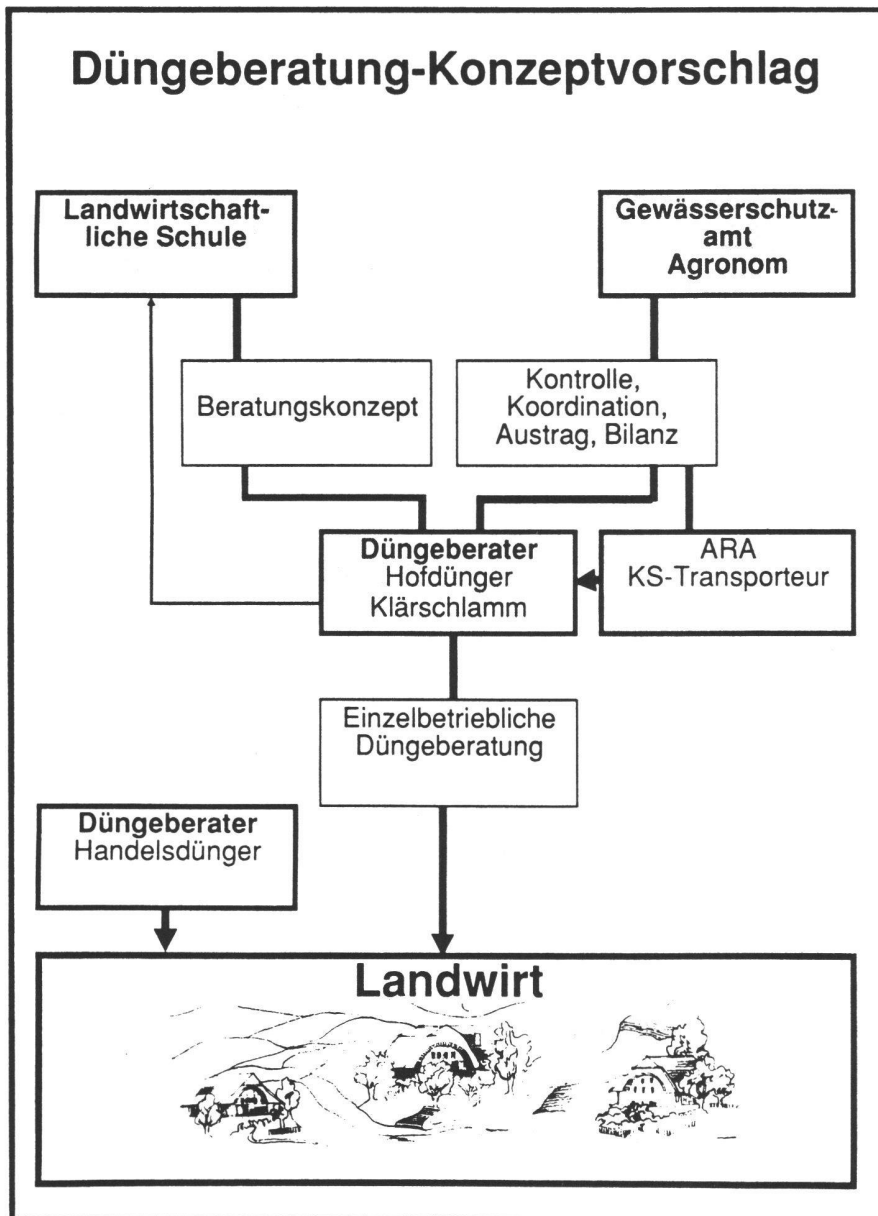 Düngeberatung-Konzeptvorschlag
Landwirtschaft-
liche Schule
Gewässerschutz-
amt
Agronom
Beratungskonzept
Kontrolle,
Koordination,
Austrag, Bilanz
Düngeberater
Hofdünger
Klärschlamm
ARA
KS-Transporteur
Einzelbetriebliche
Düngeberatung
Düngeberater
Handelsdünger
Landwirt